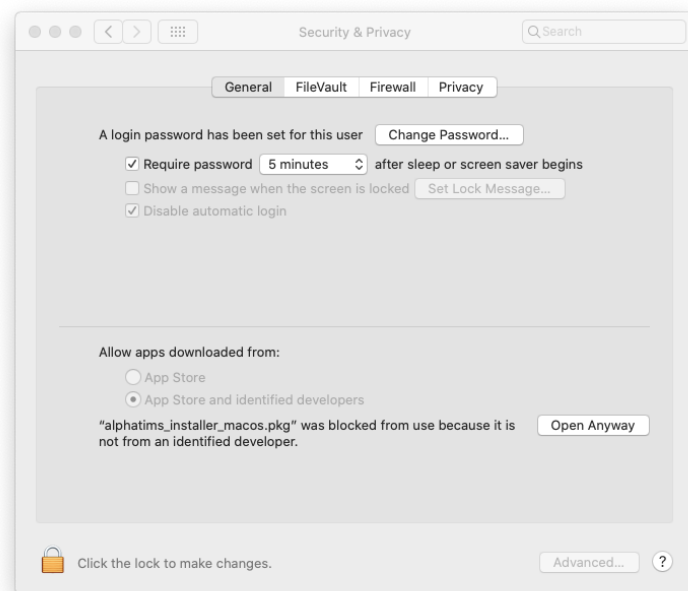 Security & Privacy
Search
General FileVault Firewall Privacy
A login password has been set for this user Change Password...
Require password 5 minutes after sleep or screen saver begins
Show a message when the screen is locked Set Lock Message...
Disable automatic login
Allow apps downloaded from:
App Store
App Store and identified developers
“alphatims_installer_macos.pkg” was blocked from use because it is Open Anyway
not from an identified developer.
Click the lock to make changes. Advanced... ?